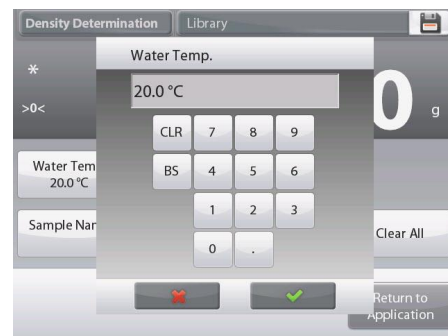 Density Determination Library
Water Temp.
*
20.0 °C
>0<
0 g
CLR 7 8 9
Water Tem
20.0 °C
BS 4 5 6
1 2 3
Sample Nar
Clear All
0 .
Return to
Application